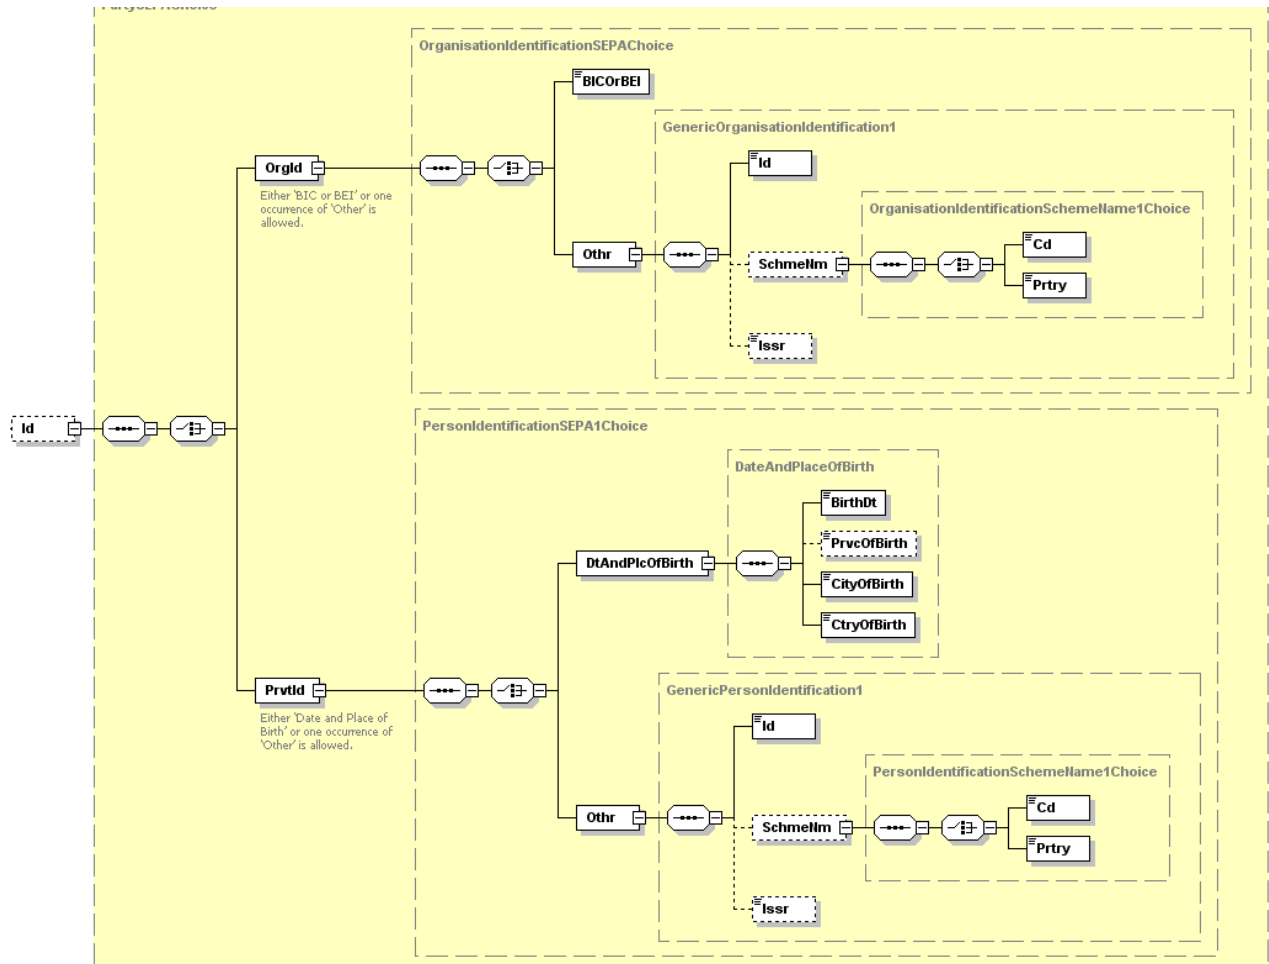 OrganisationIdentificationSEPAChoice
BICOrBEI
GenericOrganisationIdentification1
Id
OrgId
Either 'BIC or BEI' or one
occurrence of 'Other' is
allowed.
OrganisationIdentificationSchemeName1Choice
Cd
Othr
SchmeNm
Prtry
Issr
Id
PersonIdentificationSEPA1Choice
DateAndPlaceOfBirth
BirthDt
PrvcOfBirth
DtAndPlcOfBirth
CityOfBirth
CtryOfBirth
PrvtId
GenericPersonIdentification1
Either 'Date and Place of
Birth' or one occurrence of
'Other' is allowed.
Id
PersonIdentificationSchemeName1Choice
Cd
Othr
SchmeNm
Prtry
Issr